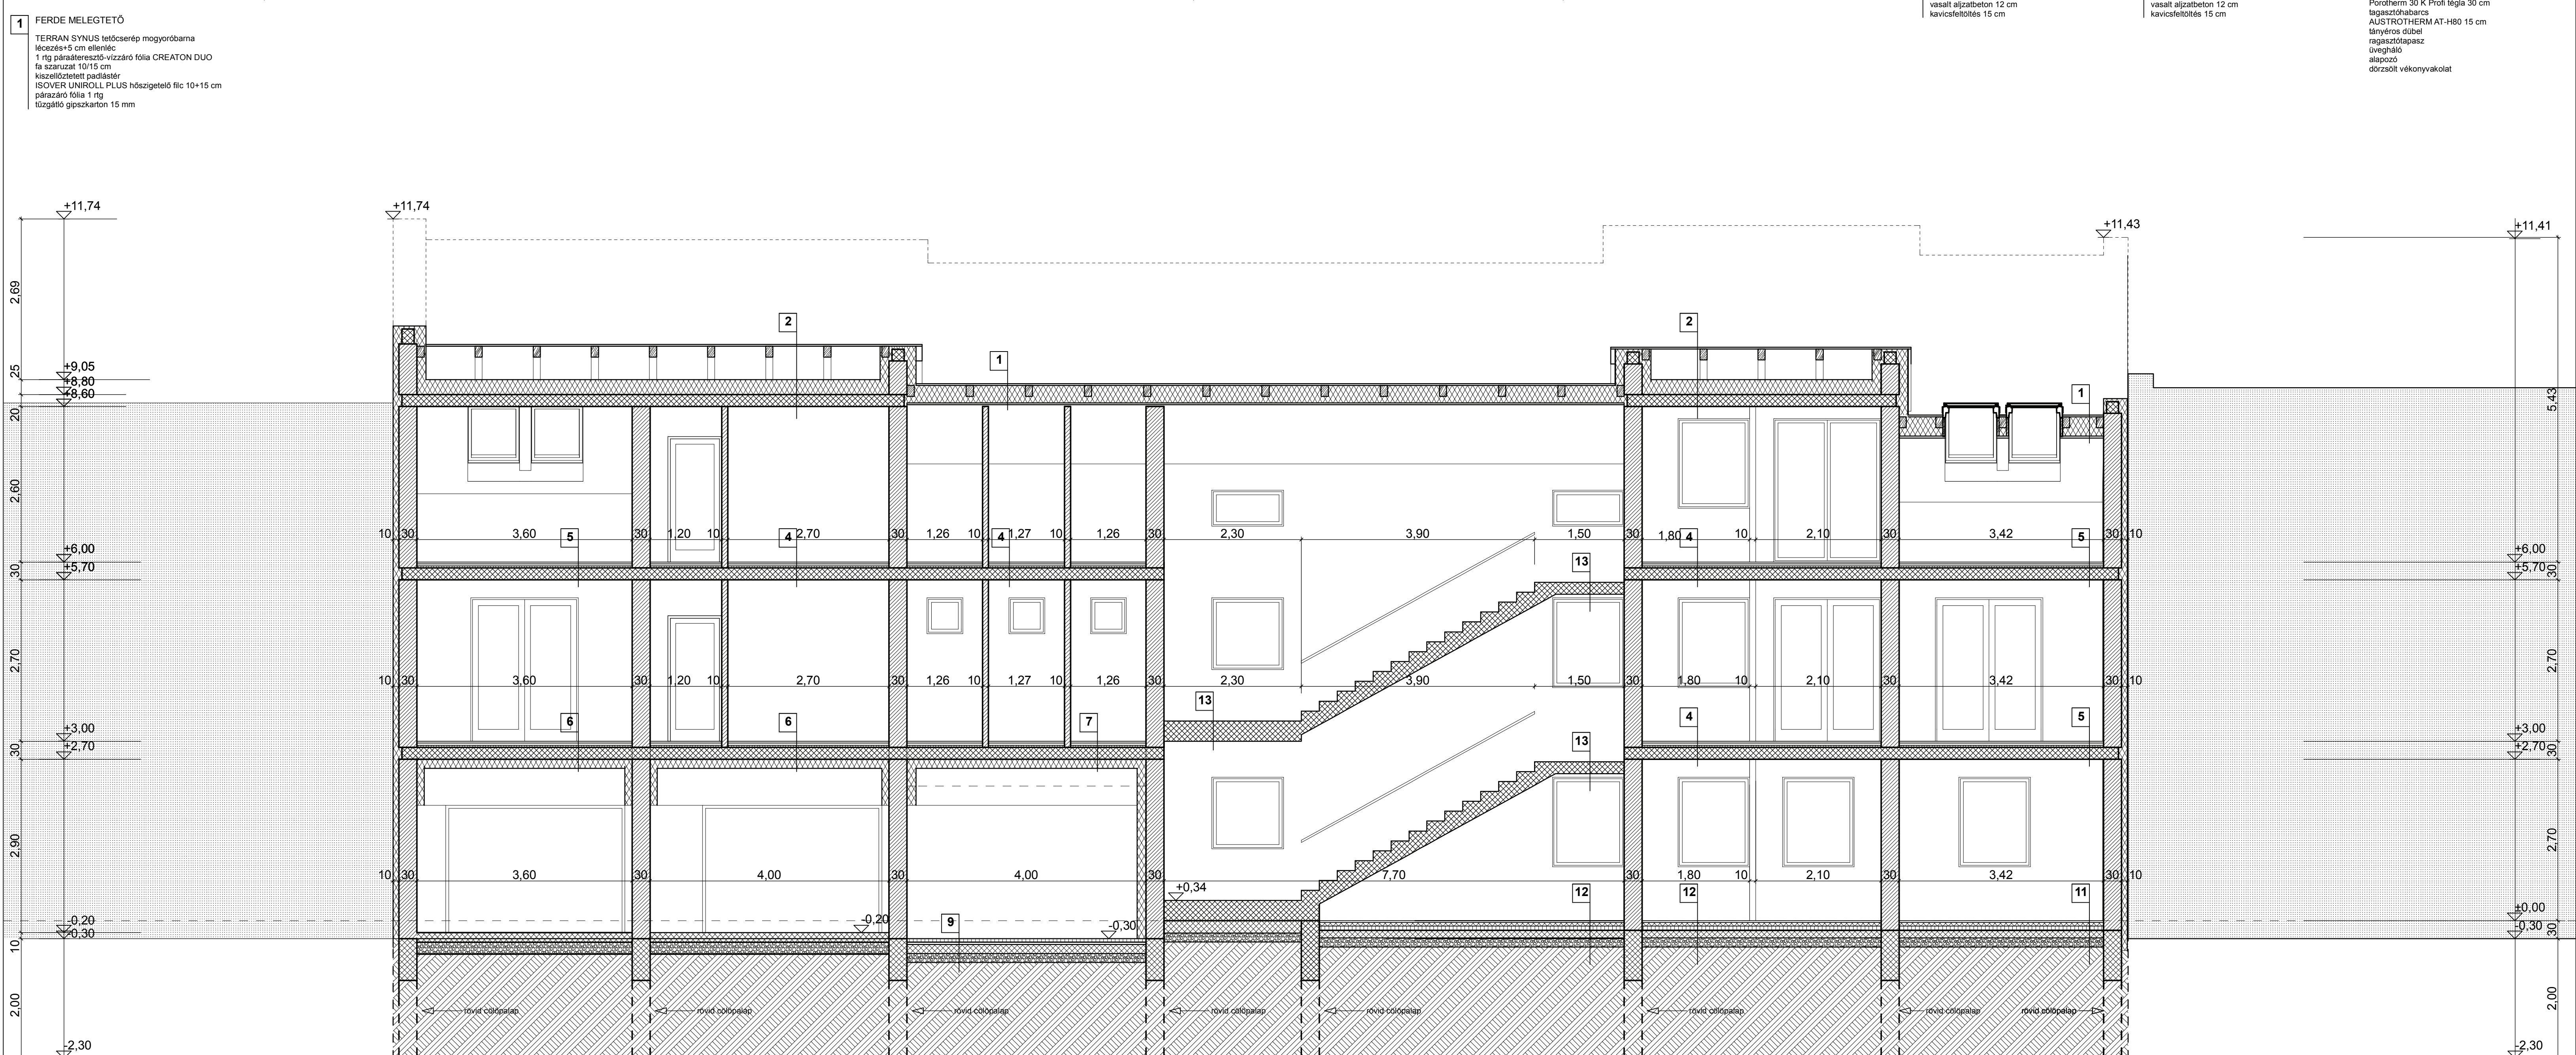 1 FERDE MELEGTETŐ
TERRAN SYNUS tetőcserép mogyoróbarna
lécezés+5 cm ellenléc
1 rtg páraáteresztő-vízzáró fólia CREATON DUO
fa szaruzat 10/15 cm
kiszellőztetett padlástér
ISOVER UNIROLL PLUS hőszigetelő filc 10+15 cm
párazáró fólia 1 rtg
tűzgátló gipszkarton 15 mm
vasalt aljzatbeton 12 cm
kavicsfeltöltés 15 cm
vasalt aljzatbeton 12 cm
kavicsfeltöltés 15 cm
Porotherm 30 K Profi tégla 30 cm
tagasztóhabarcs
AUSTROTHERM AT-H80 15 cm
tányéros dübel
ragasztótapasz
üvegháló
alapozó
dörzsölt vékonyvakolat
+11,74
+11,74
+11,43
+11,41
2,69
2 2
1
1
25
+9,05
+8,80
+8,60
20
5,43
2,60
10 30 3,60 30 1,20 10 2,70 30 1,26 10 1,27 10 1,26 30 2,30 3,90 1,50 30 1,80 10 2,10 30 3,42 30 10
5 4 4 4 5
+6,00
+5,70
30
13
+6,00
+5,70
30
2,70
10 30 3,60 30 1,20 10 2,70 30 1,26 10 1,27 10 1,26 30 2,30 3,90 1,50 30 1,80 10 2,10 30 3,42 30 10
2,70
13
6 6 7 4 5
+3,00
+2,70
30
13
+3,00
+2,70
30
2,90
10 30 3,60 30 4,00 30 4,00 30 7,70 30 1,80 10 2,10 30 3,42 30 10
2,70
+0,34
12 12 11
-0,20
-0,30
10
-0,20
9
-0,30
±0,00
-0,30
30
2,00
rövid cölöpalap rövid cölöpalap rövid cölöpalap rövid cölöpalap rövid cölöpalap rövid cölöpalap rövid cölöpalap rövid cölöpalap
2,00
-2,30
-2,30